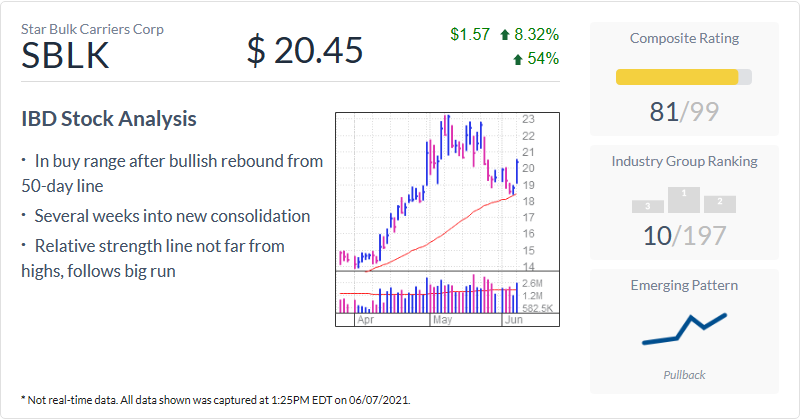 Star Bulk Carriers Corp
SBLK
$ 20.45
$1.57 8.32%
54%
IBD Stock Analysis
· In buy range after bullish rebound from
50-day line
· Several weeks into new consolidation
· Relative strength line not far from
highs, follows big run
23
22
21
20
19
18
17
16
15
14
2.6M
1.2M
582.5K
Apr May Jun
Composite Rating
81/99
Industry Group Ranking
3 1 2
10/197
Emerging Pattern
Pullback
* Not real-time data. All data shown was captured at 1:25PM EDT on 06/07/2021.